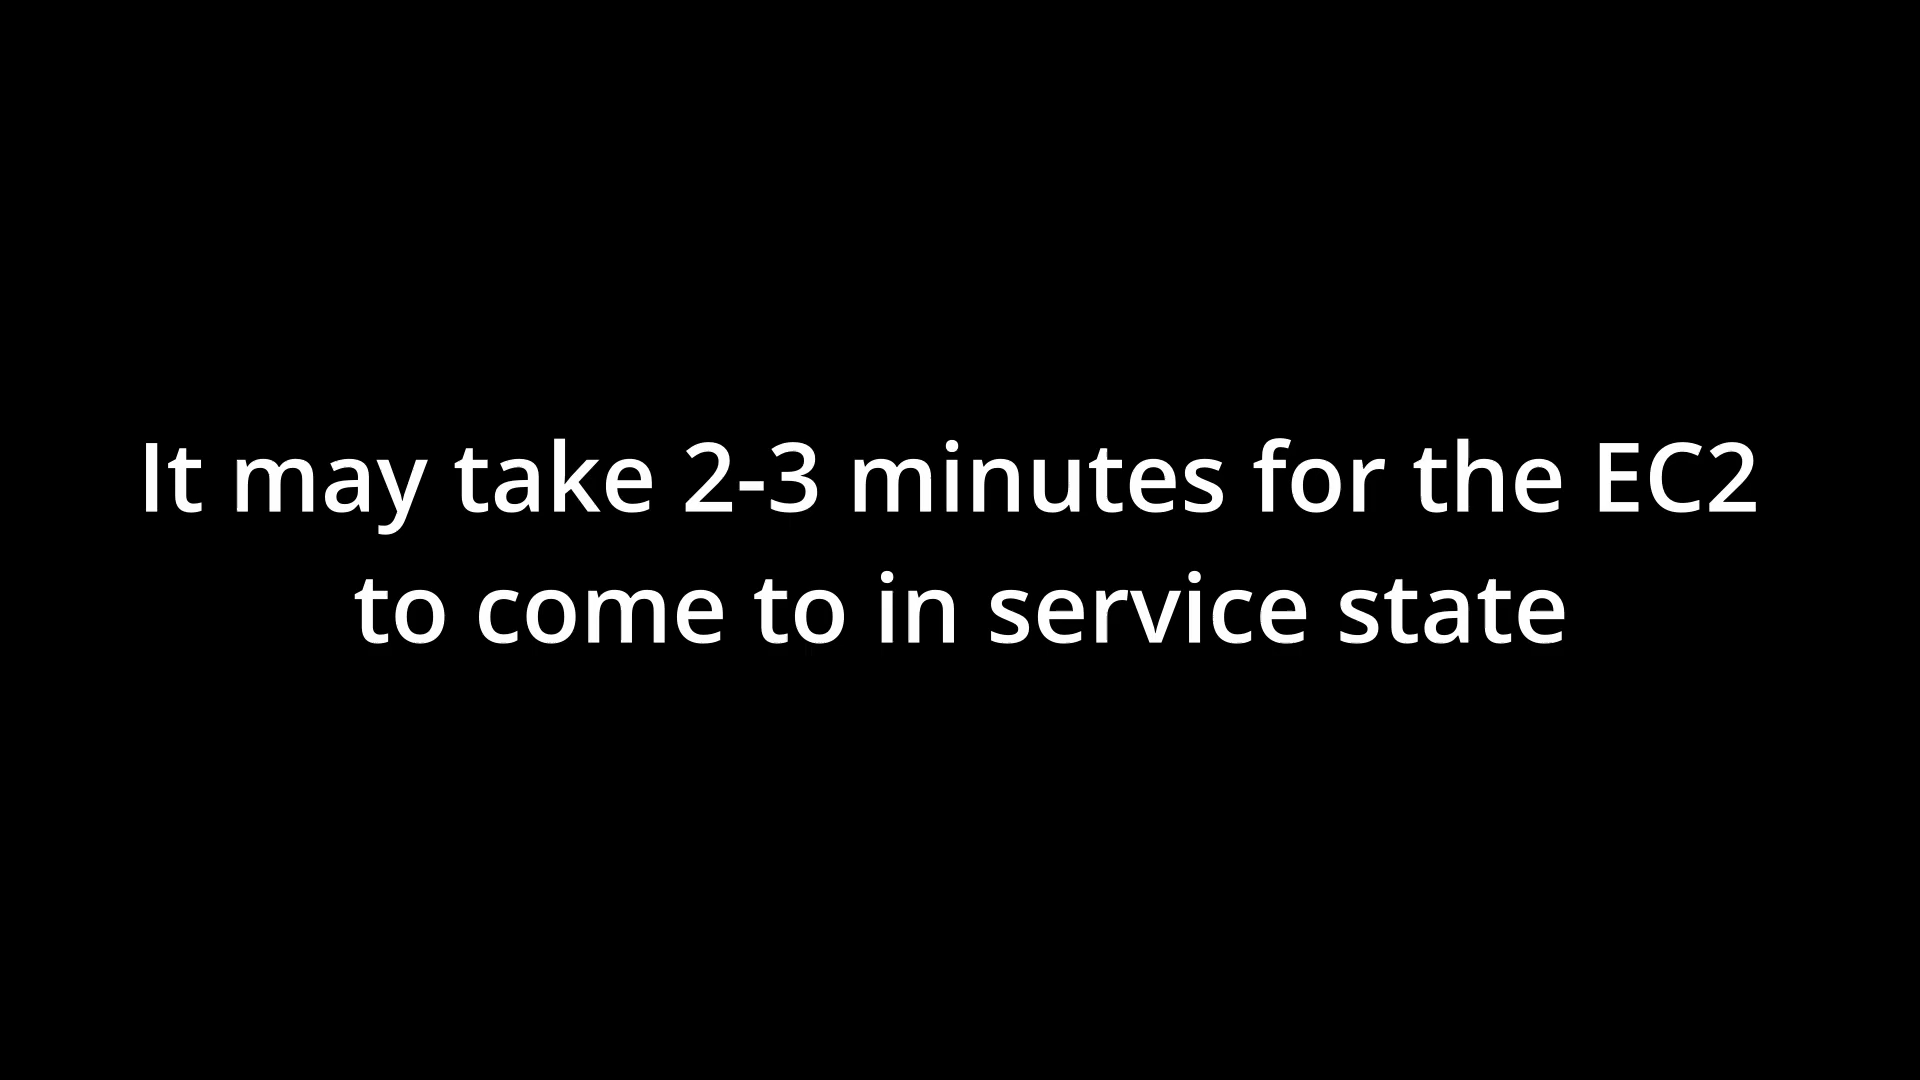 It may take 2-3 minutes for the EC2
to come to in service state